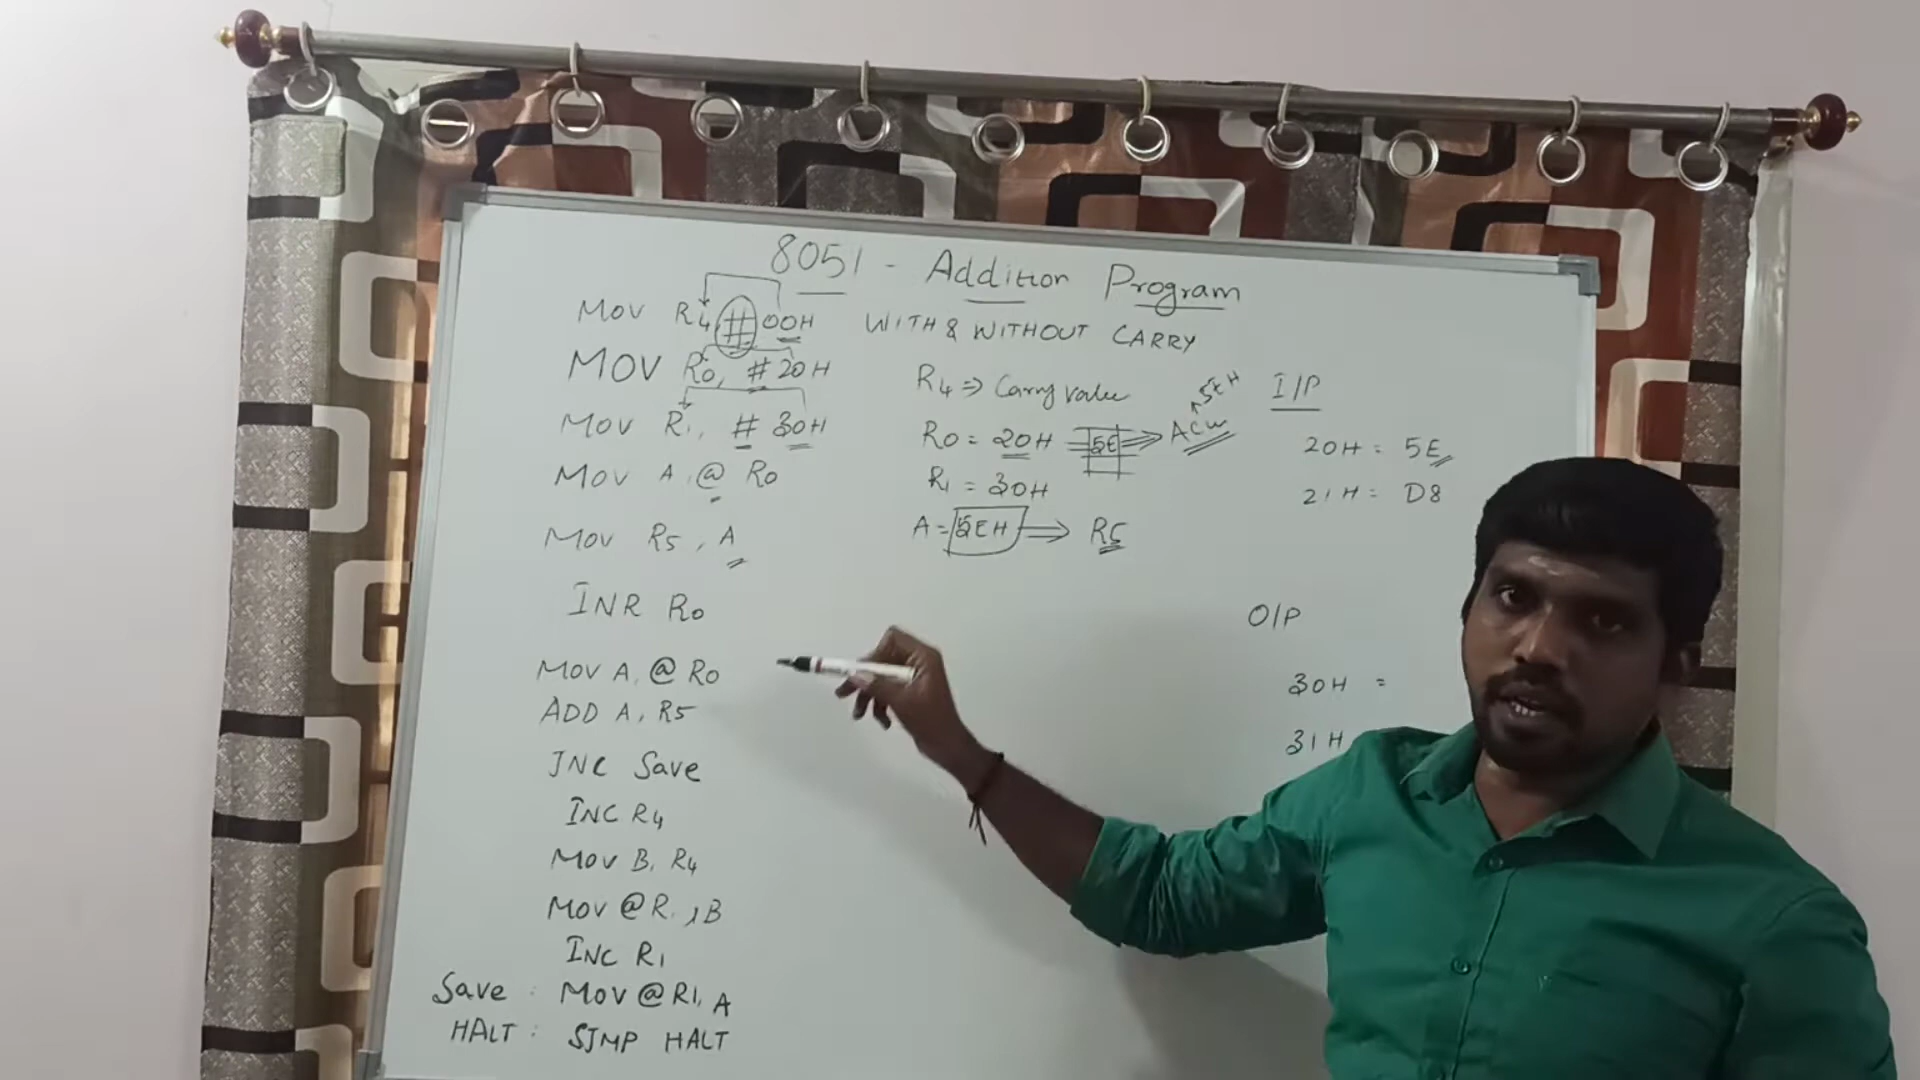 8051 - Addition Program
MOV R4, # 00H
WITH & WITHOUT CARRY
MOV R0, # 20H
MOV R1, # 30H
MOV A, @ R0
MOV R5, A
INR R0
MOV A, @ R0
ADD A, R5
JNC Save
INC R4
MOV B, R4
MOV @R1, B
INC R1
Save : MOV @R1, A
HALT : SJMP HALT
R4 ⇒ Carry value
R0 = 20H ⇒ 5E ⇒ Acc → 5EH
R1 = 30H
A = 5EH ⇒ R5
I/P
20H = 5E
21H = D8
O/P
30H =
31H